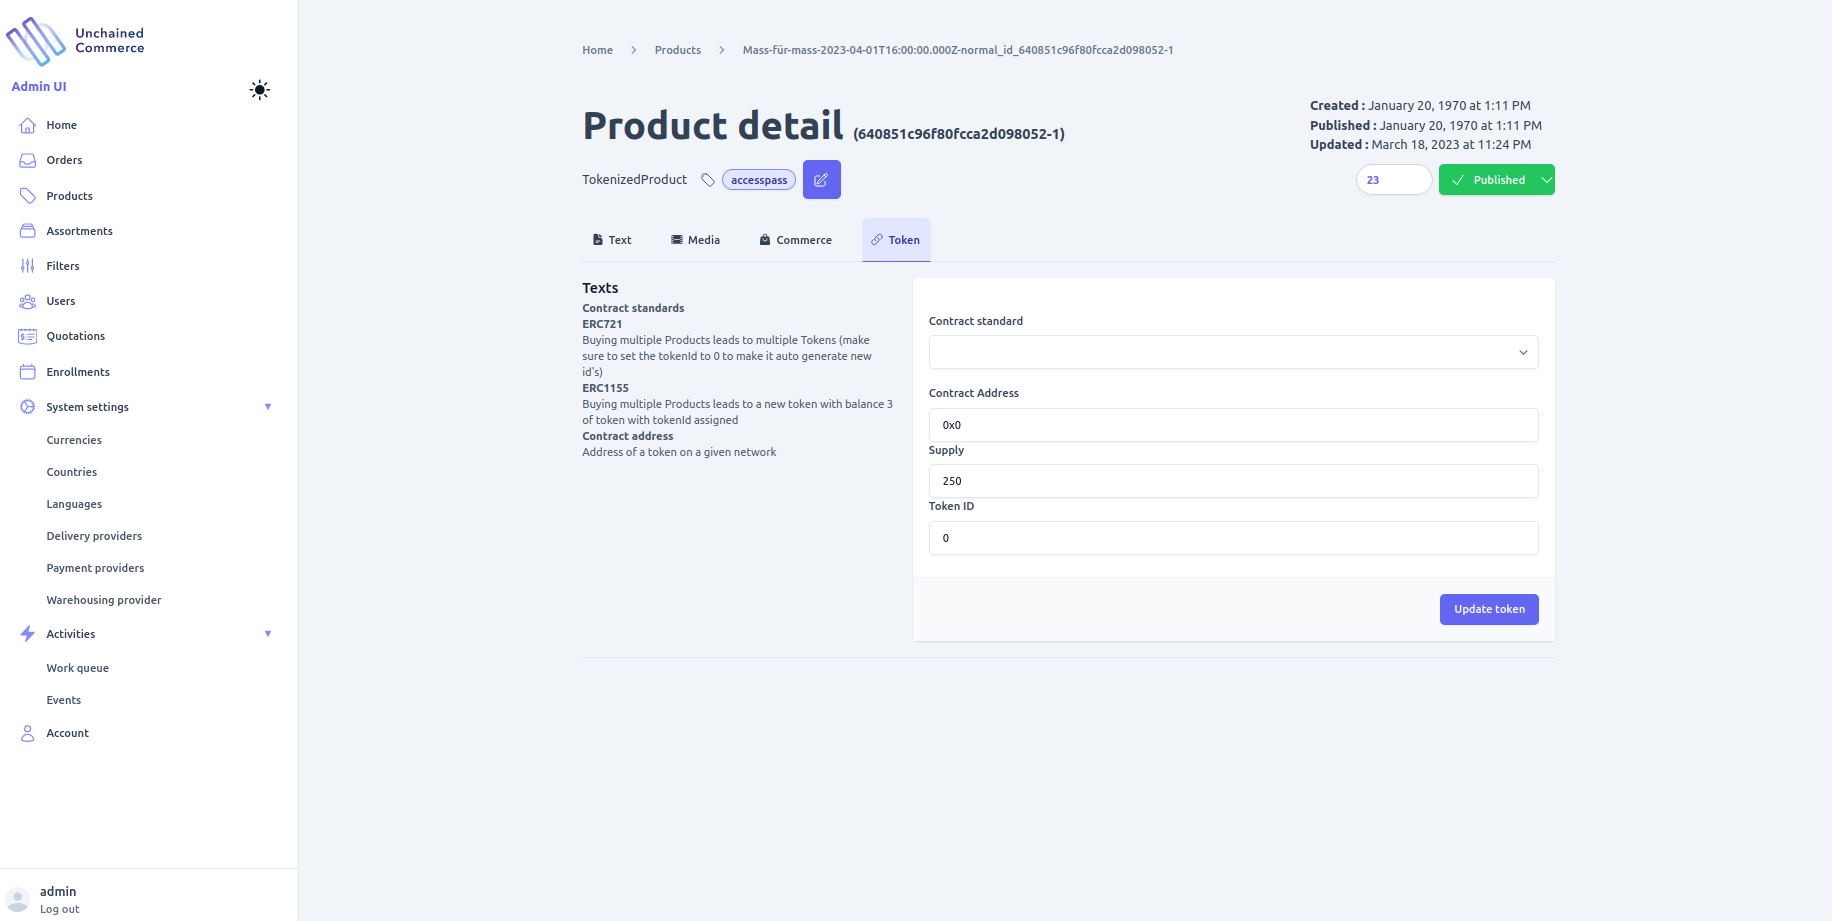 Unchained
Commerce
Admin UI
Home
Orders
Products
Assortments
Filters
Users
Quotations
Enrollments
System settings
Currencies
Countries
Languages
Delivery providers
Payment providers
Warehousing provider
Activities
Work queue
Events
Account
admin
Log out
Home > Products > Mass-für-mass-2023-04-01T16:00:00.000Z-normal_id_640851c96f80fcca2d098052-1
Product detail (640851c96f80fcca2d098052-1)
Created : January 20, 1970 at 1:11 PM
Published : January 20, 1970 at 1:11 PM
Updated : March 18, 2023 at 11:24 PM
TokenizedProduct accesspass
23 Published
Text Media Commerce Token
Texts
Contract standards
ERC721
Buying multiple Products leads to multiple Tokens (make
sure to set the tokenId to 0 to make it auto generate new
id's)
ERC1155
Buying multiple Products leads to a new token with balance 3
of token with tokenId assigned
Contract address
Address of a token on a given network
Contract standard
Contract Address
0x0
Supply
250
Token ID
0
Update token